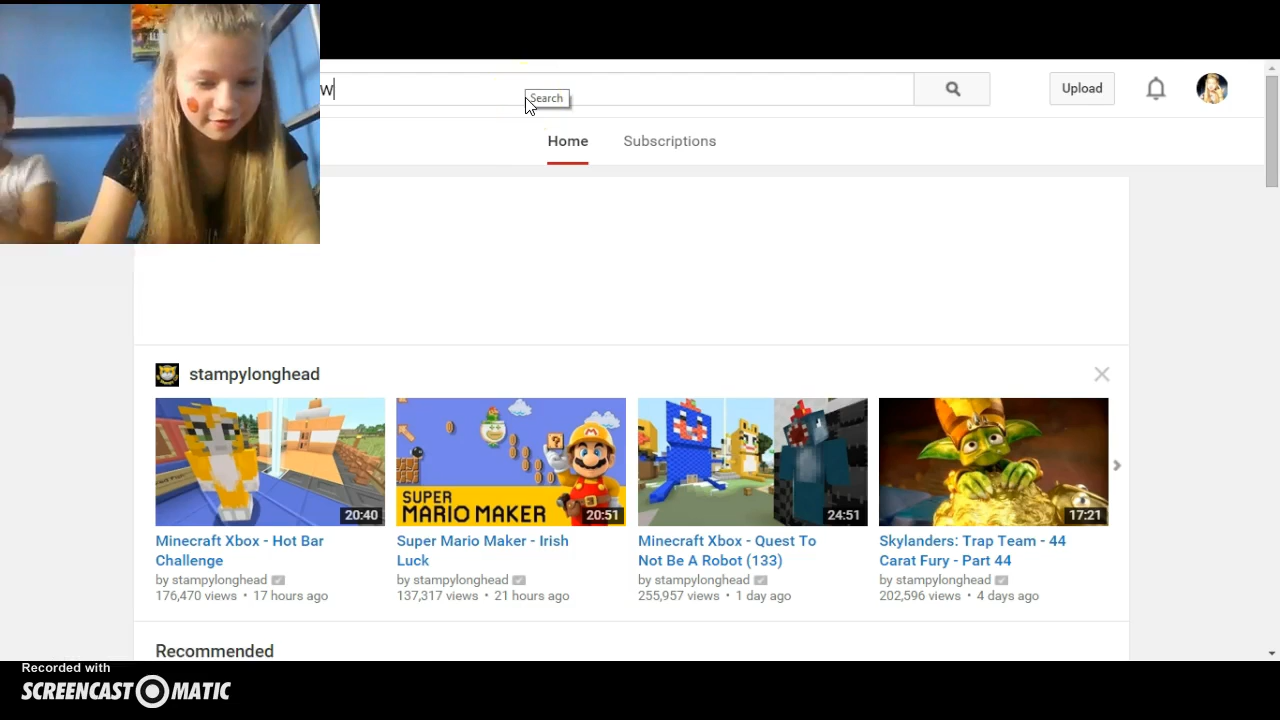 W
Search
Upload
Home
Subscriptions
stampylonghead
SUPER
MARIO MAKER
20:40
20:51
24:51
17:21
Minecraft Xbox - Hot Bar
Challenge
by stampylonghead
176,470 views • 17 hours ago
Super Mario Maker - Irish
Luck
by stampylonghead
137,317 views • 21 hours ago
Minecraft Xbox - Quest To
Not Be A Robot (133)
by stampylonghead
255,957 views • 1 day ago
Skylanders: Trap Team - 44
Carat Fury - Part 44
by stampylonghead
202,596 views • 4 days ago
Recommended
Recorded with
SCREENCAST MATIC